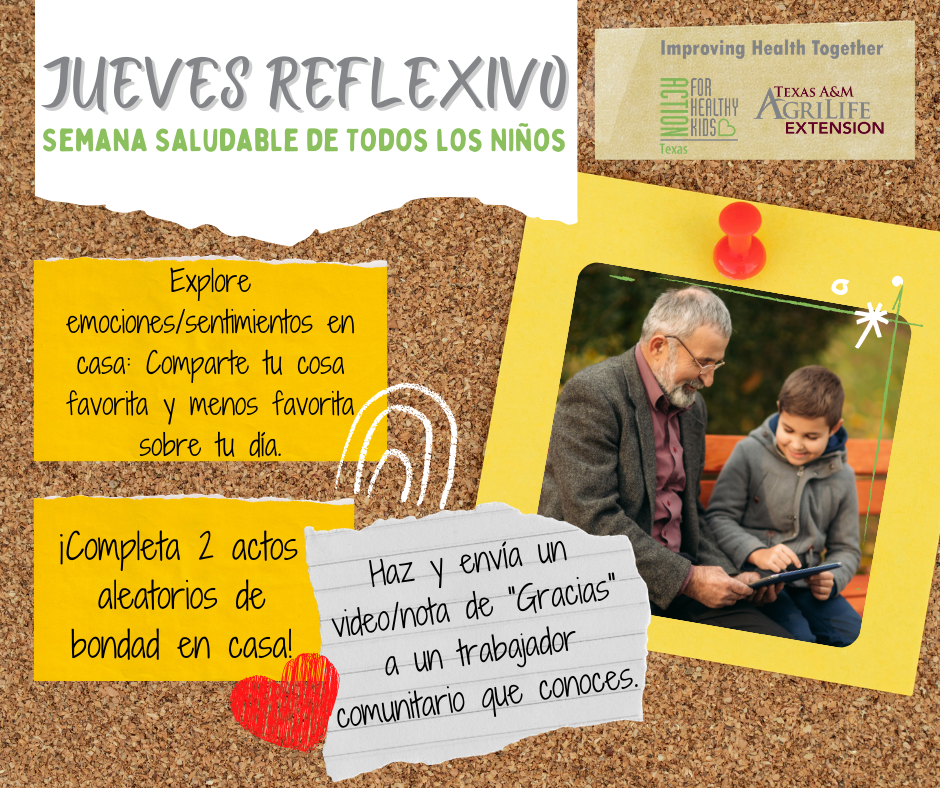 JUEVES REFLEXIVO
SEMANA SALUDABLE DE TODOS LOS NIÑOS
Improving Health Together
ACTION
FOR
HEALTHY
KIDS
Texas
TEXAS A&M
AGRILIFE
EXTENSION
Explore
emociones/sentimientos en
casa: Comparte tu cosa
favorita y menos favorita
sobre tu día.
¡Completa 2 actos
aleatorios de
bondad en casa!
Haz y envía un
video/nota de "Gracias"
a un trabajador
comunitario que conoces.